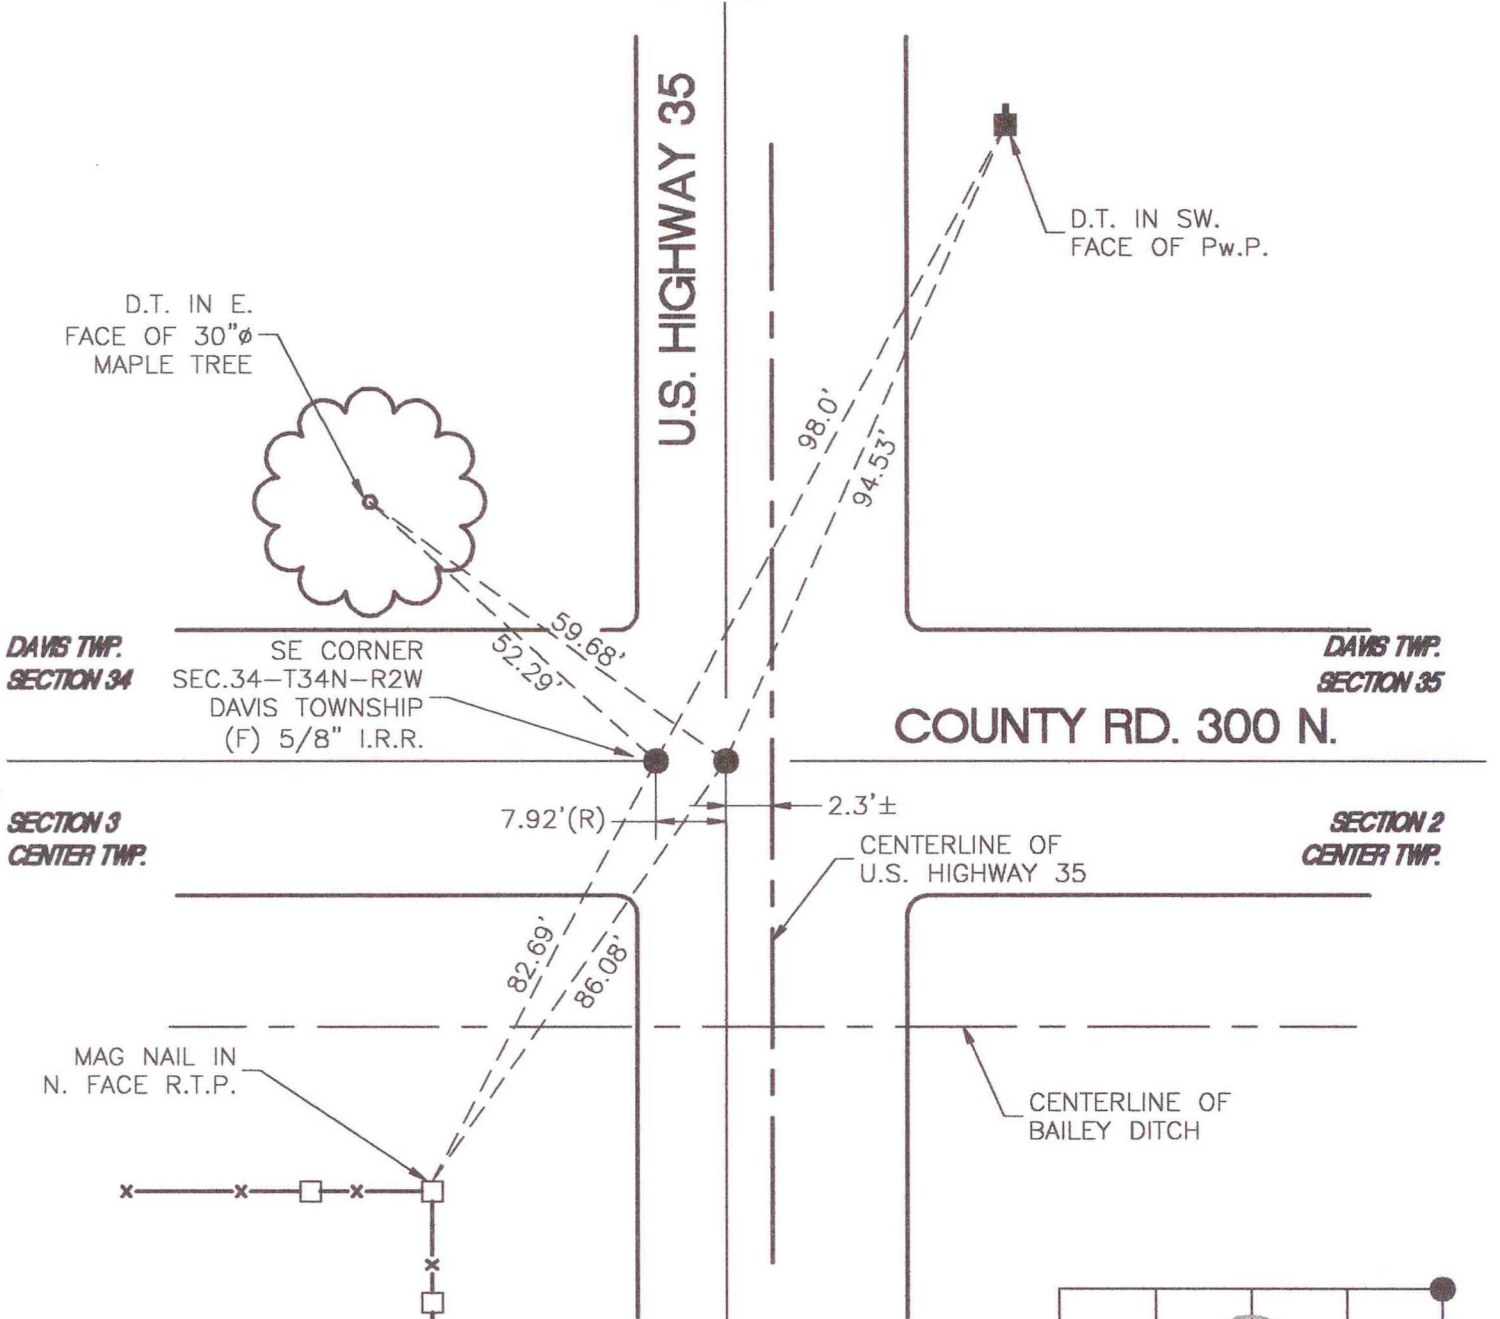 U.S. HIGHWAY 35
D.T. IN SW.
FACE OF Pw.P.
D.T. IN E.
FACE OF 30"ø
MAPLE TREE
98.0'
94.53'
59.68'
52.29'
DAVIS TWP.
SECTION 34
SE CORNER
SEC.34–T34N–R2W
DAVIS TOWNSHIP
(F) 5/8" I.R.R.
DAVIS TWP.
SECTION 35
COUNTY RD. 300 N.
SECTION 3
CENTER TWP.
7.92'(R)
2.3'±
CENTERLINE OF
U.S. HIGHWAY 35
SECTION 2
CENTER TWP.
82.69'
86.08'
MAG NAIL IN
N. FACE R.T.P.
CENTERLINE OF
BAILEY DITCH